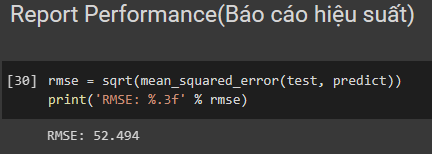 Report Performance(Báo cáo hiệu suất)
[30] rmse = sqrt(mean_squared_error(test, predict))
print('RMSE: %.3f' % rmse)
RMSE: 52.494